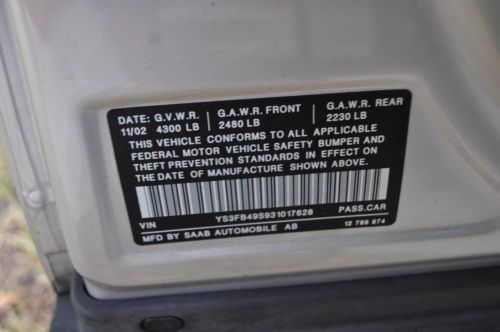 DATE: G.V.W.R. G.A.W.R. FRONT G.A.W.R. REAR
11/02 4300 LB 2480 LB 2230 LB
THIS VEHICLE CONFORMS TO ALL APPLICABLE
FEDERAL MOTOR VEHICLE SAFETY BUMPER AND
THEFT PREVENTION STANDARDS IN EFFECT ON
THE DATE OF MANUFACTURE SHOWN ABOVE.
VIN YS3FB49S931017628 PASS.CAR
MFD BY SAAB AUTOMOBILE AB 12 788 874